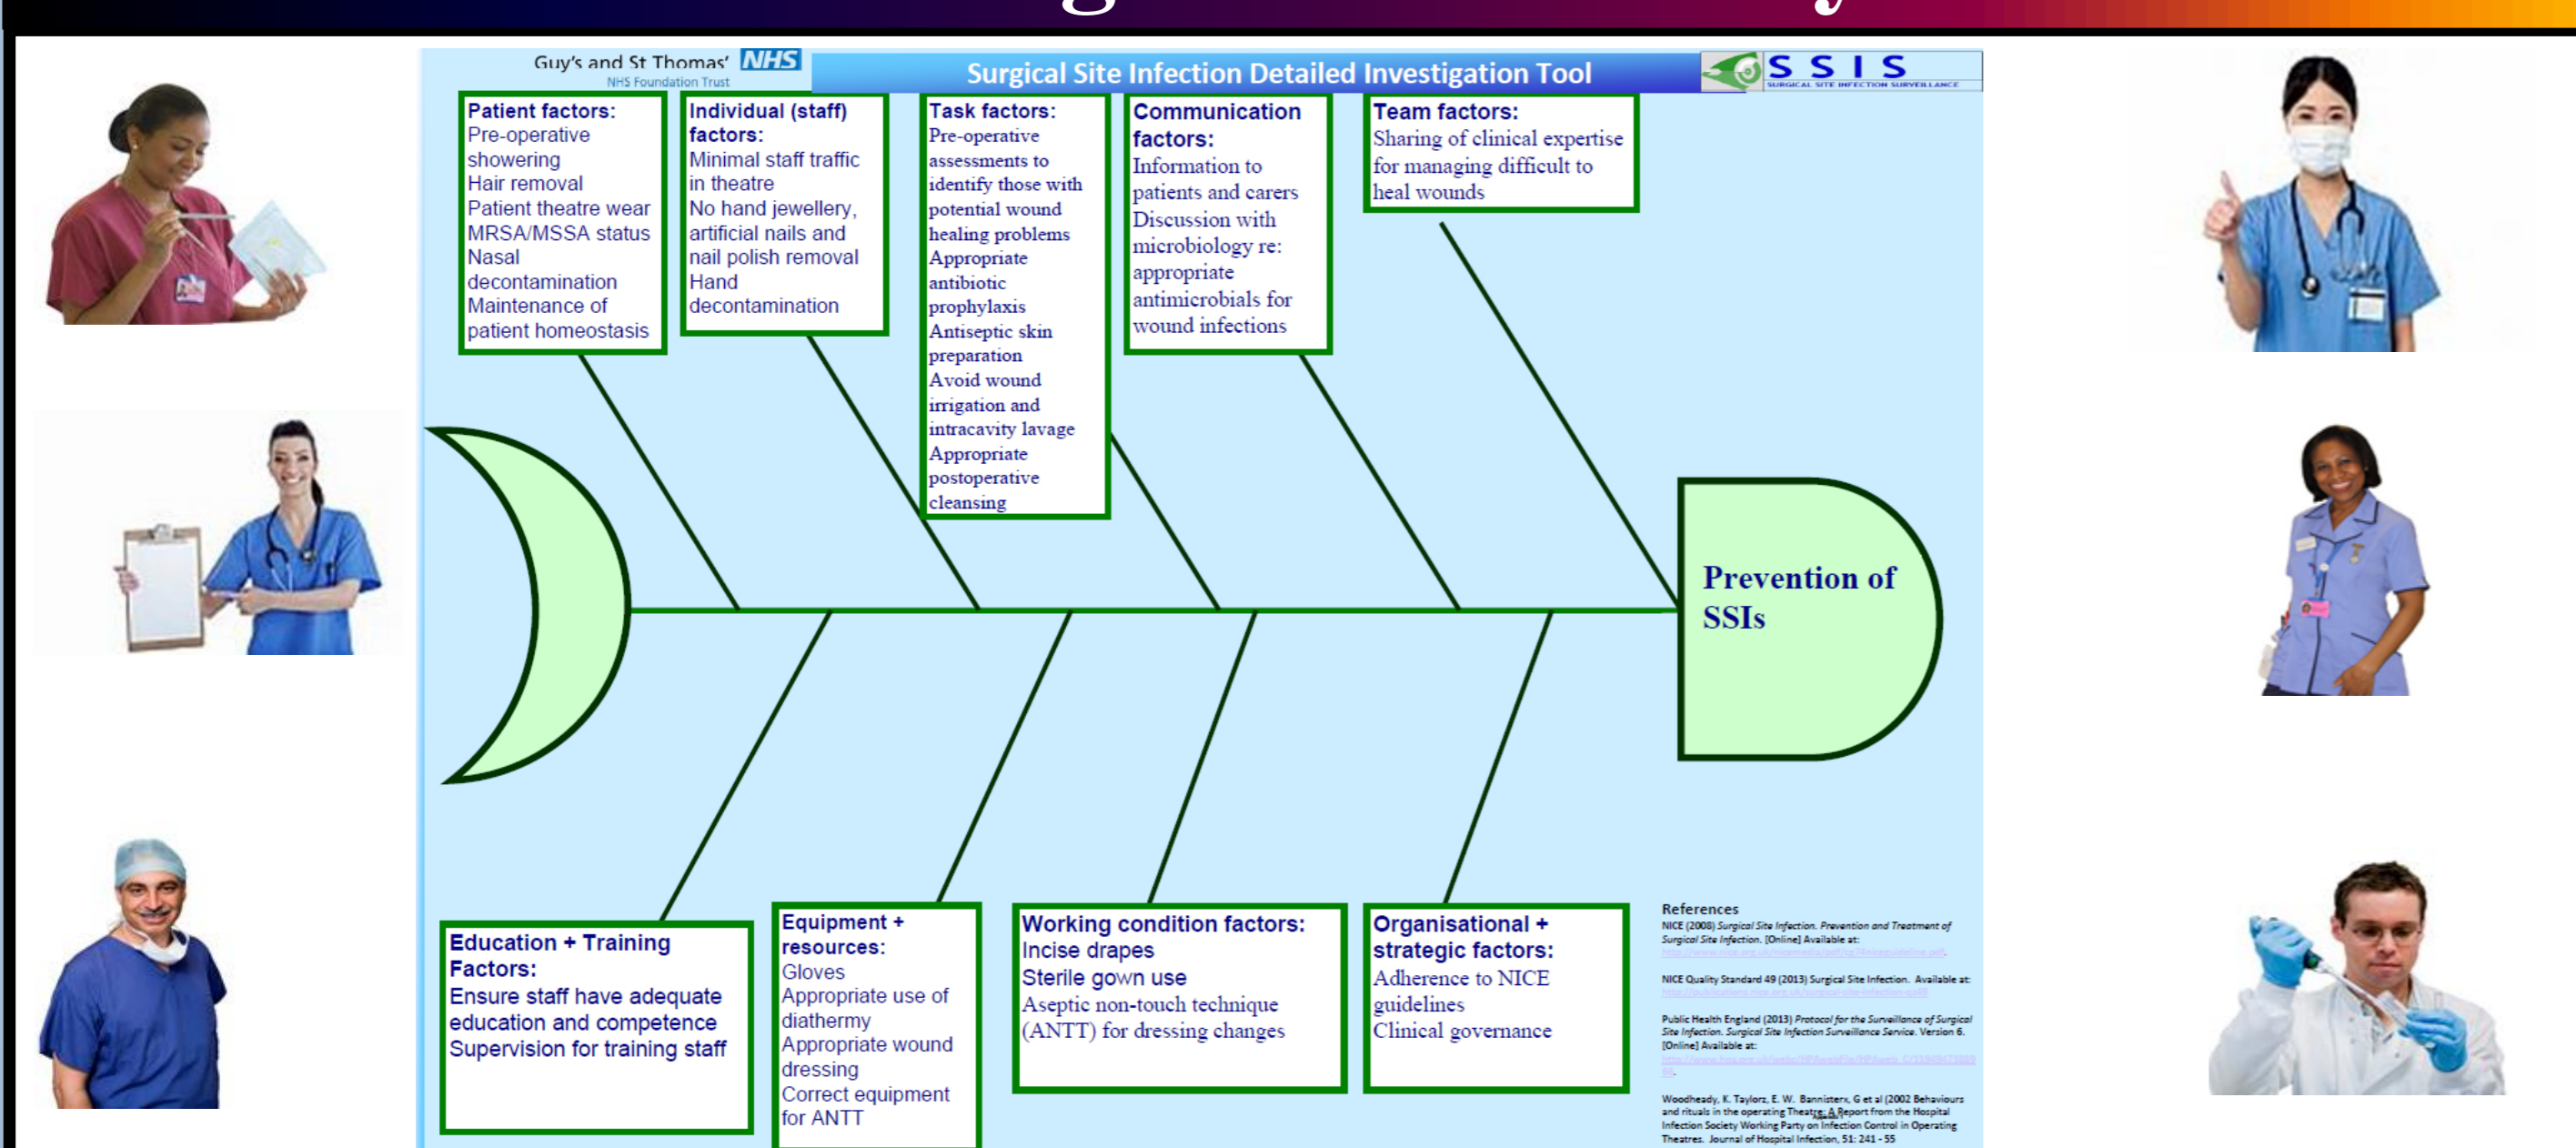 Guy's and St Thomas' NHS
NHS Foundation Trust
Surgical Site Infection Detailed Investigation Tool
SSIS
SURGICAL SITE INFECTION SURVEILLANCE
Patient factors:
Pre-operative
showering
Hair removal
Patient theatre wear
MRSA/MSSA status
Nasal
decontamination
Maintenance of
patient homeostasis
Individual (staff)
factors:
Minimal staff traffic
in theatre
No hand jewellery,
artificial nails and
nail polish removal
Hand
decontamination
Task factors:
Pre-operative
assessments to
identify those with
potential wound
healing problems
Appropriate
antibiotic
prophylaxis
Antiseptic skin
preparation
Avoid wound
irrigation and
intracavity lavage
Appropriate
postoperative
cleansing
Communication
factors:
Information to
patients and carers
Discussion with
microbiology re:
appropriate
antimicrobials for
wound infections
Team factors:
Sharing of clinical expertise
for managing difficult to
heal wounds
Prevention of
SSIs
Education + Training
Factors:
Ensure staff have adequate
education and competence
Supervision for training staff
Equipment +
resources:
Gloves
Appropriate use of
diathermy
Appropriate wound
dressing
Correct equipment
for ANTT
Working condition factors:
Incise drapes
Sterile gown use
Aseptic non-touch technique
(ANTT) for dressing changes
Organisational +
strategic factors:
Adherence to NICE
guidelines
Clinical governance
References
NICE (2008) Surgical Site Infection. Prevention and Treatment of
Surgical Site Infection. [Online] Available at:
NICE Quality Standard 49 (2013) Surgical Site Infection. Available at:
Public Health England (2013) Protocol for the Surveillance of Surgical
Site Infection. Surgical Site Infection Surveillance Service. Version 6.
[Online] Available at:
Woodheady, K. Taylorz, E. W. Bannisterx, G et al (2002 Behaviours
and rituals in the operating Theatre: A Report from the Hospital
Infection Society Working Party on Infection Control in Operating
Theatres. Journal of Hospital Infection, 51: 241 - 55